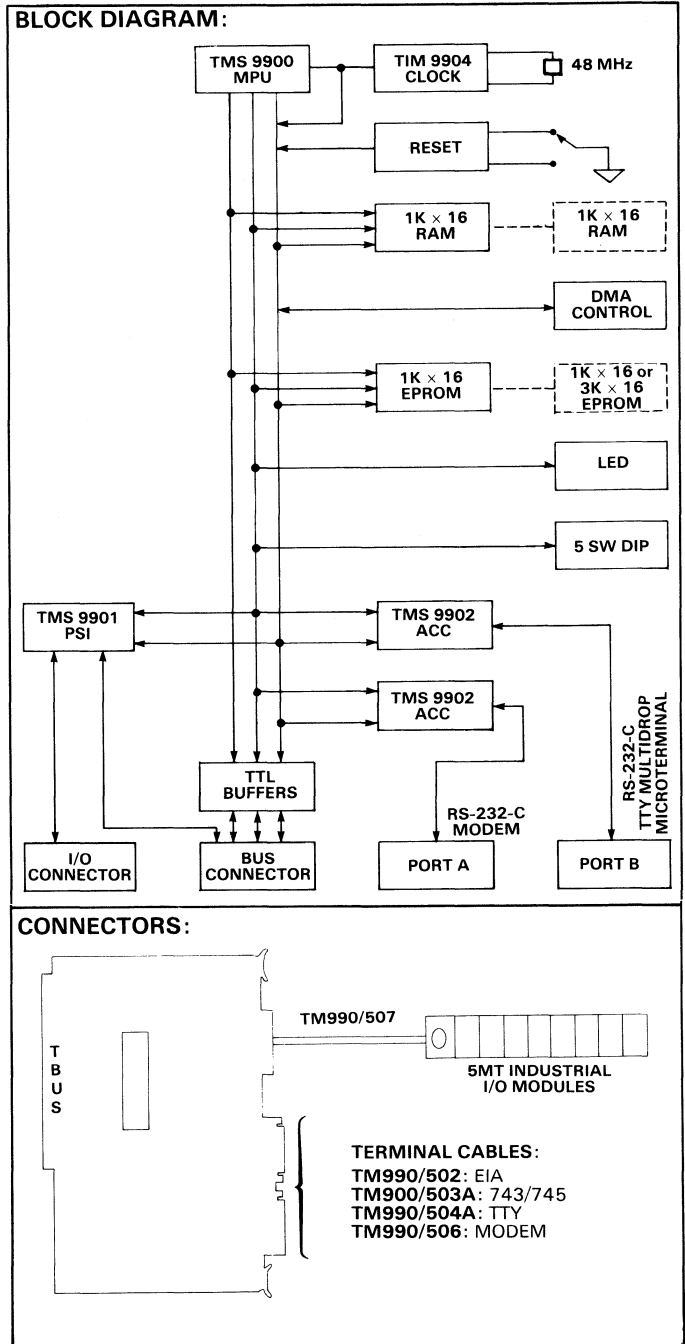 BLOCK DIAGRAM:
TMS 9900
MPU
TIM 9904
CLOCK
48 MHz
RESET
1K × 16
RAM
1K × 16
RAM
DMA
CONTROL
1K × 16
EPROM
1K × 16 or
3K × 16
EPROM
LED
5 SW DIP
TMS 9901
PSI
TMS 9902
ACC
TMS 9902
ACC
TTL
BUFFERS
RS-232-C
MODEM
RS-232-C
TTY MULTIDROP
MICROTERMINAL
I/O
CONNECTOR
BUS
CONNECTOR
PORT A
PORT B
CONNECTORS:
T
B
U
S
TM990/507
5MT INDUSTRIAL
I/O MODULES
TERMINAL CABLES:
TM990/502: EIA
TM900/503A: 743/745
TM990/504A: TTY
TM990/506: MODEM